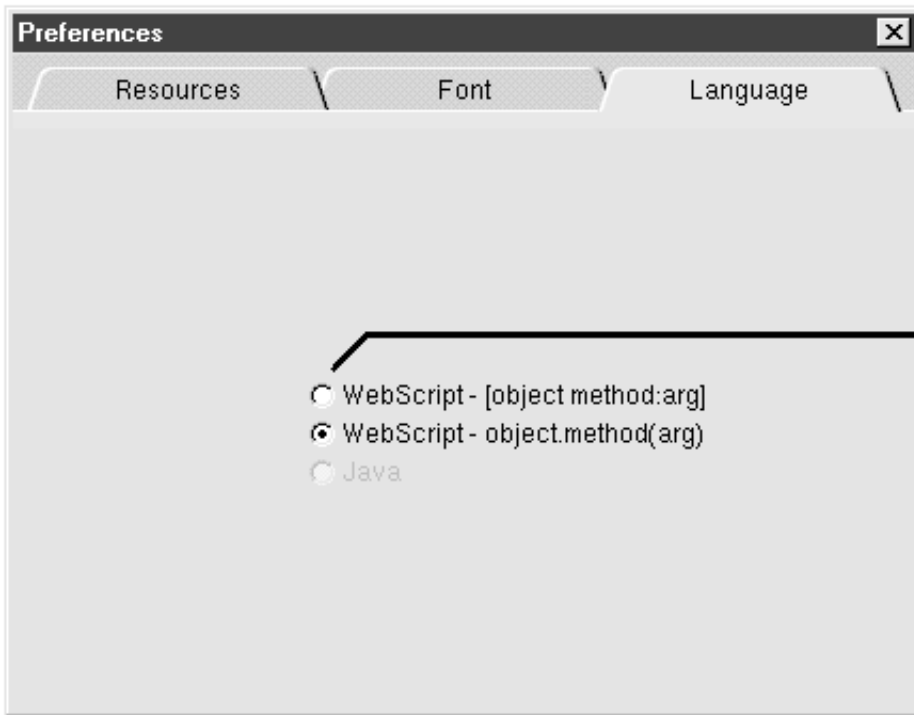 Preferences
Resources Font Language
WebScript - [object method:arg]
WebScript - object.method(arg)
Java